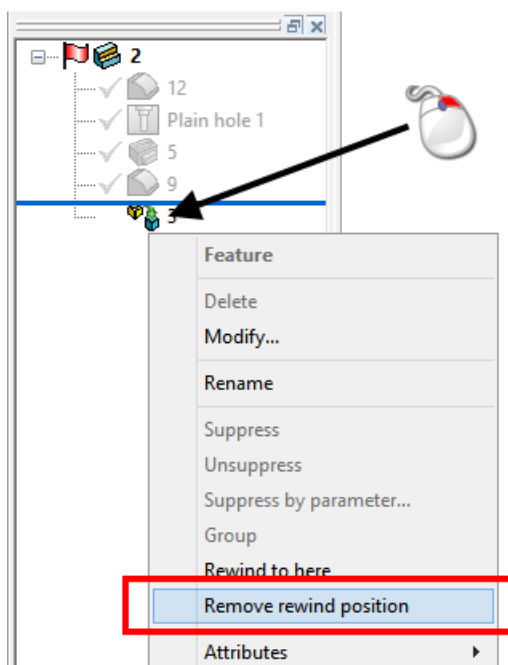 2
12
Plain hole 1
5
9
3
Feature
Delete
Modify...
Rename
Suppress
Unsuppress
Suppress by parameter...
Group
Rewind to here
Remove rewind position
Attributes